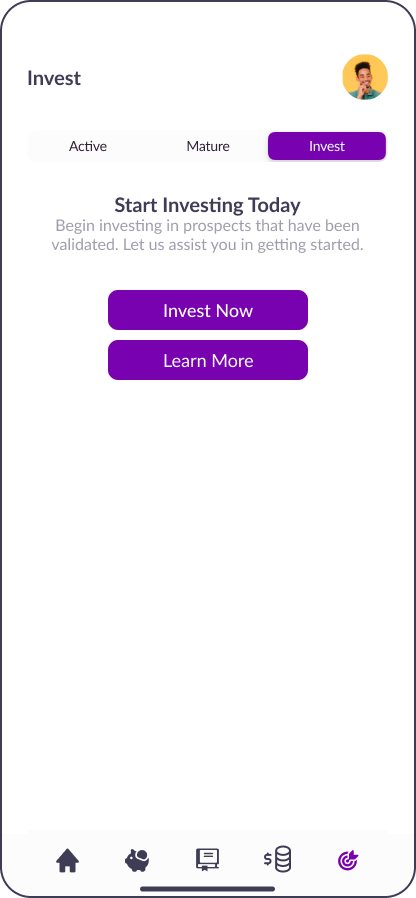 Invest
Active
Mature
Invest
Start Investing Today
Begin investing in prospects that have been
validated. Let us assist you in getting started.
Invest Now
Learn More
$